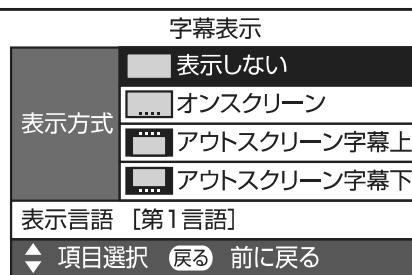 字幕表示
表示方式
表示しない
オンスクリーン
アウトスクリーン字幕上
アウトスクリーン字幕下
表示言語 [第1言語]
項目選択 戻る 前に戻る